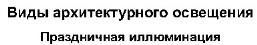 Виды архитектурного освещения
Праздничная иллюминация